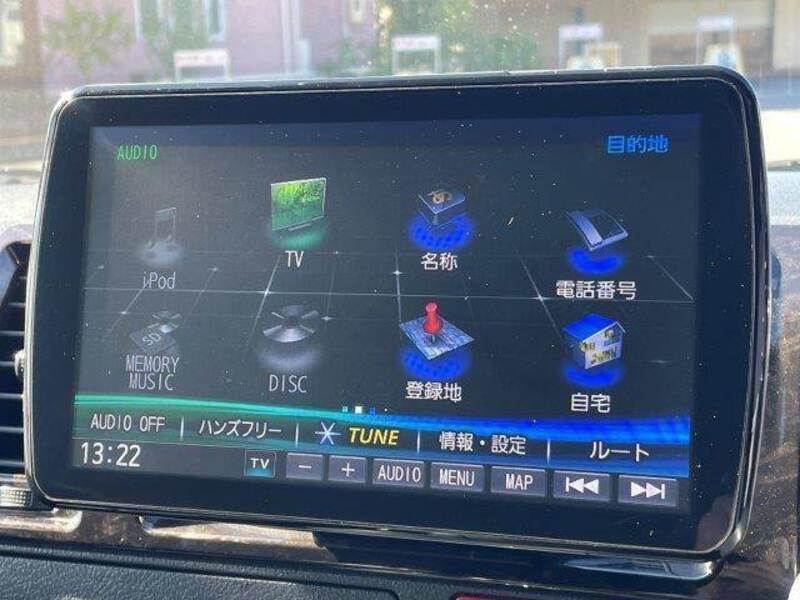 AUDIO
目的地
iPod
TV
名称
電話番号
SD
MEMORY
MUSIC
DISC
登録地
自宅
AUDIO OFF
ハンズフリー
TUNE
情報・設定
ルート
13:22
TV
−
+
AUDIO
MENU
MAP